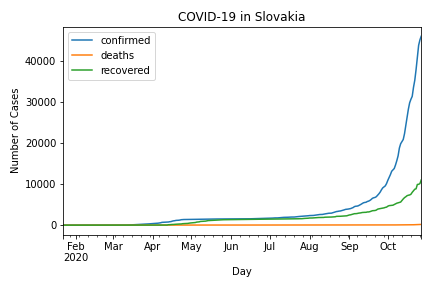 COVID-19 in Slovakia
confirmed
deaths
recovered
Number of Cases
40000
30000
20000
10000
0
Feb Mar Apr May Jun Jul Aug Sep Oct
2020
Day